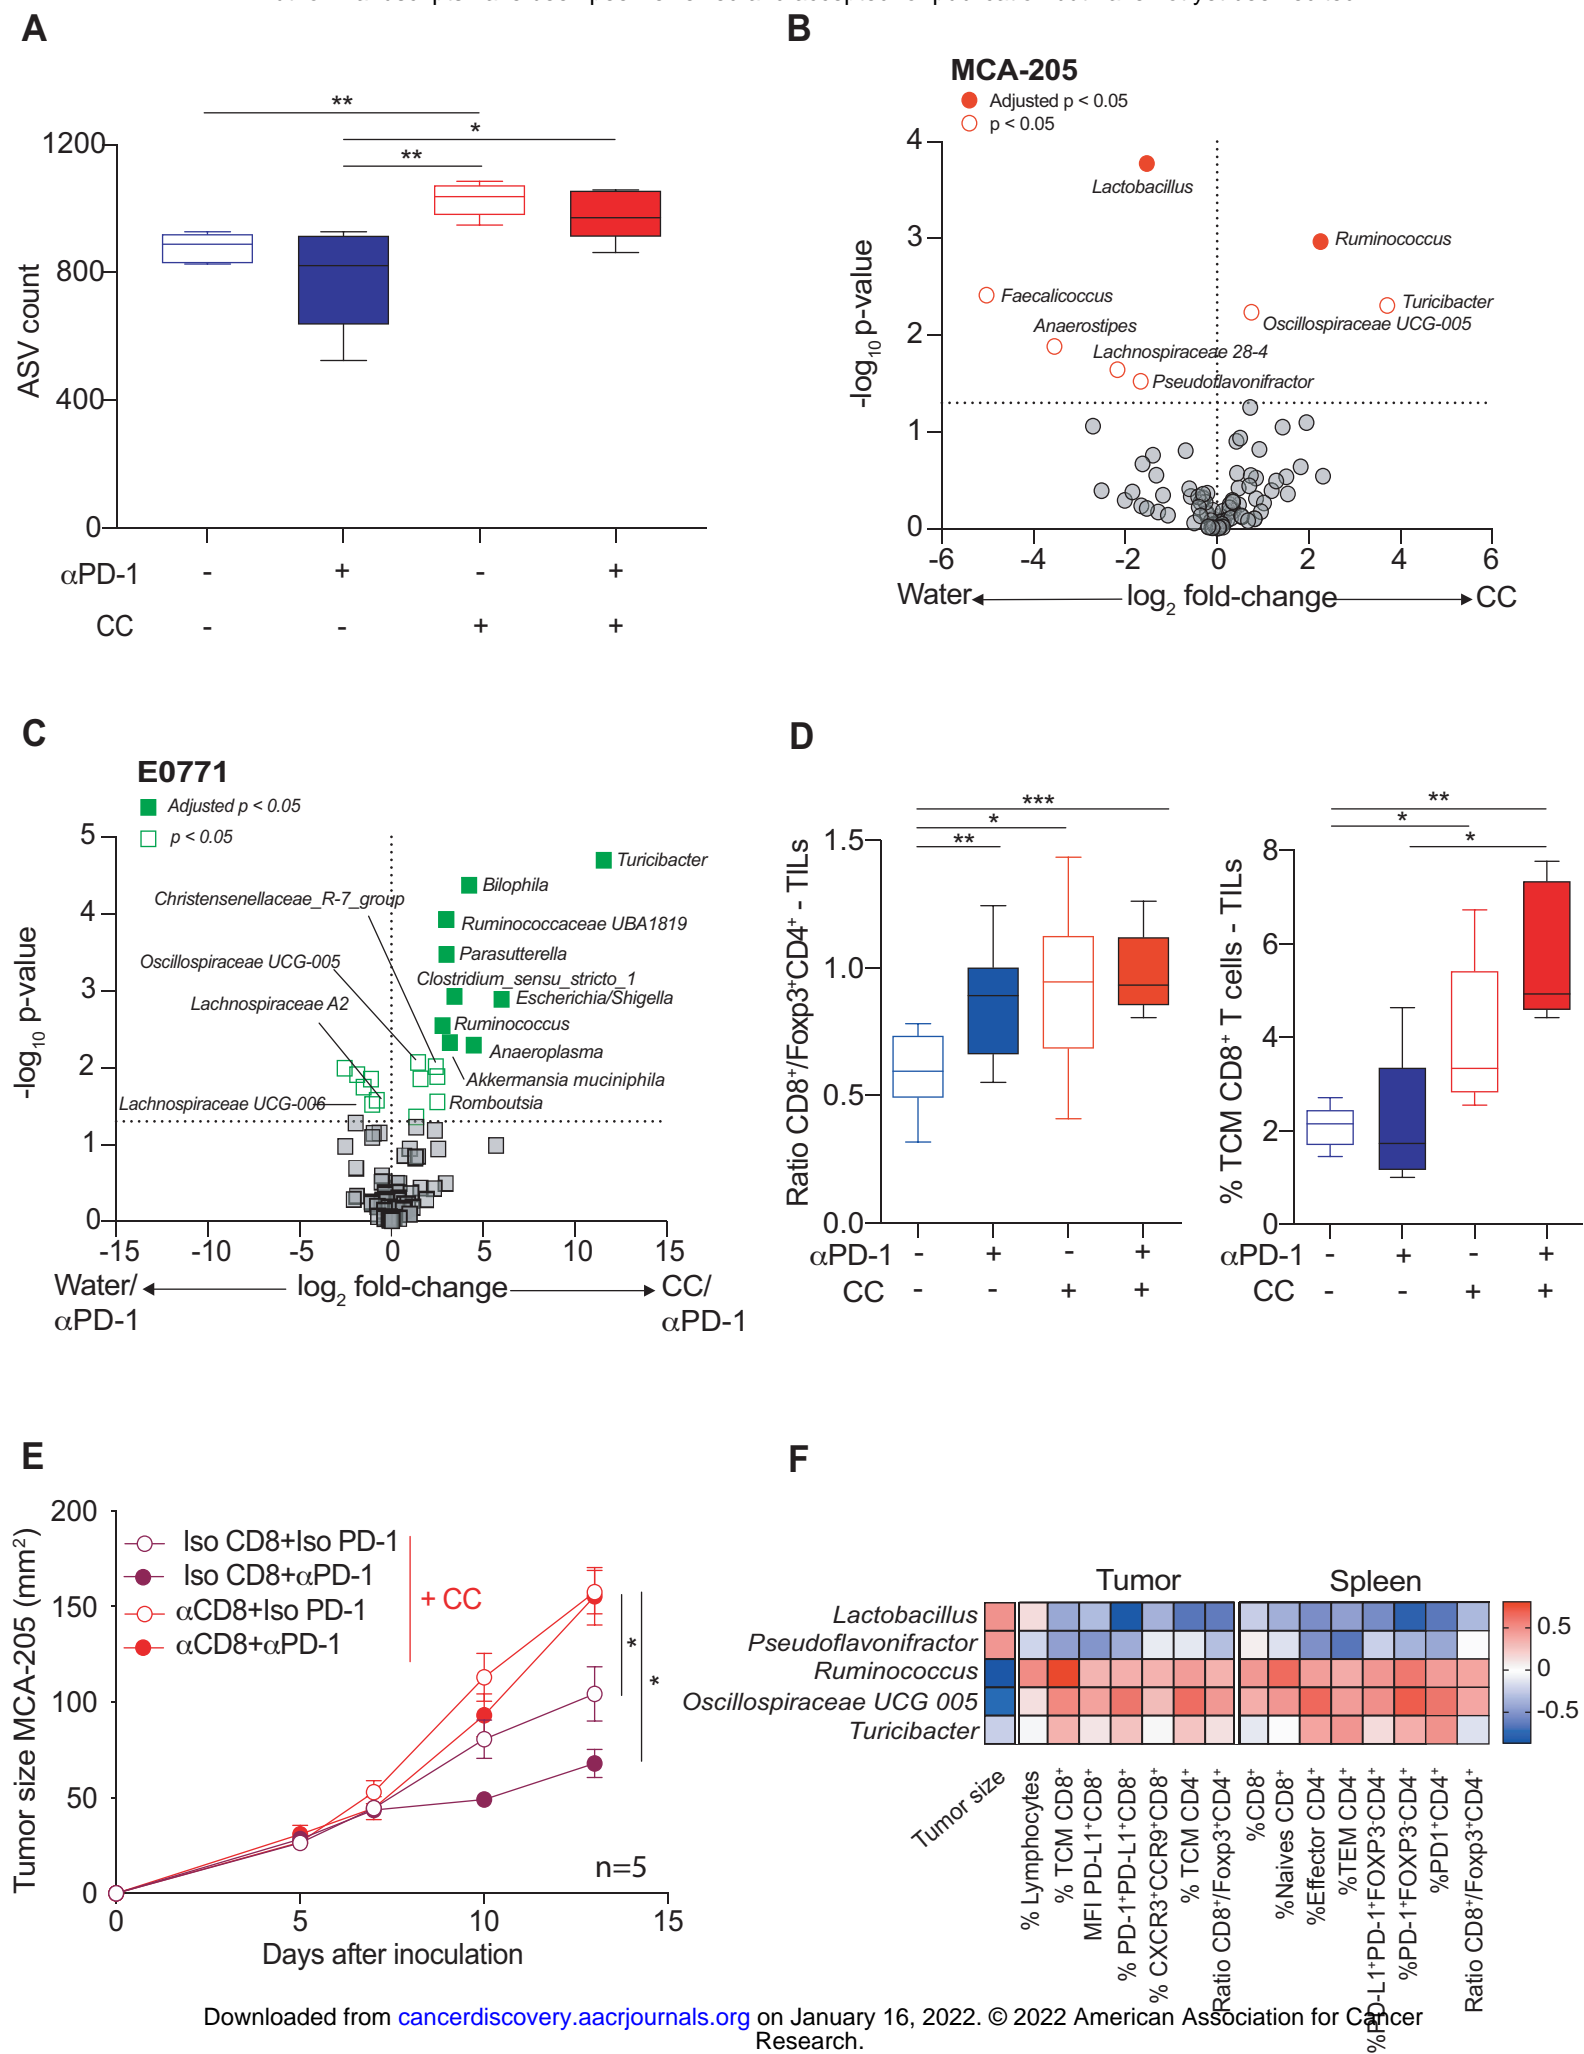 A
**
*
**
1200
800
400
0
ASV count
αPD-1 - + - +
CC - - + +
B
MCA-205
Adjusted p < 0.05
p < 0.05
4
3
2
1
0
-log10 p-value
Lactobacillus
Ruminococcus
Faecalicoccus
Turicibacter
Oscillospiraceae UCG-005
Anaerostipes
Lachnospiraceae 28-4
Pseudoflavonifractor
-6 -4 -2 0 2 4 6
Water log2 fold-change CC
C
E0771
Adjusted p < 0.05
p < 0.05
5
4
3
2
1
0
-log10 p-value
Turicibacter
Bilophila
Christensenellaceae_R-7_group
Ruminococcaceae UBA1819
Parasutterella
Oscillospiraceae UCG-005
Clostridium_sensu_stricto_1
Escherichia/Shigella
Lachnospiraceae A2
Ruminococcus
Anaeroplasma
Akkermansia muciniphila
Lachnospiraceae UCG-006
Romboutsia
-15 -10 -5 0 5 10 15
Water/ log2 fold-change CC/
αPD-1 αPD-1
D
***
*
**
1.5
1.0
0.5
0.0
Ratio CD8+/Foxp3+CD4+ - TILs
αPD-1 - + - +
CC - - + +
**
*
*
8
6
4
2
0
% TCM CD8+ T cells - TILs
αPD-1 - + - +
CC - - + +
E
200
150
100
50
0
Tumor size MCA-205 (mm2)
Iso CD8+Iso PD-1
Iso CD8+αPD-1
αCD8+Iso PD-1
αCD8+αPD-1
+ CC
*
*
n=5
0 5 10 15
Days after inoculation
F
Tumor Spleen
Lactobacillus
Pseudoflavonifractor
Ruminococcus
Oscillospiraceae UCG 005
Turicibacter
0.5
0
-0.5
Tumor size
% Lymphocytes
% TCM CD8+
MFI PD-L1+CD8+
% PD-1+PD-L1+CD8+
% CXCR3+CCR9+CD8+
% TCM CD4+
Ratio CD8+/Foxp3+CD4+
%CD8+
%Naives CD8+
%Effector CD4+
%TEM CD4+
%PD-L1+PD-1+FOXP3-CD4+
%PD-1+FOXP3-CD4+
%PD1+CD4+
Ratio CD8+/Foxp3+CD4+
Downloaded from cancerdiscovery.aacrjournals.org on January 16, 2022. © 2022 American Association for Cancer
Research.